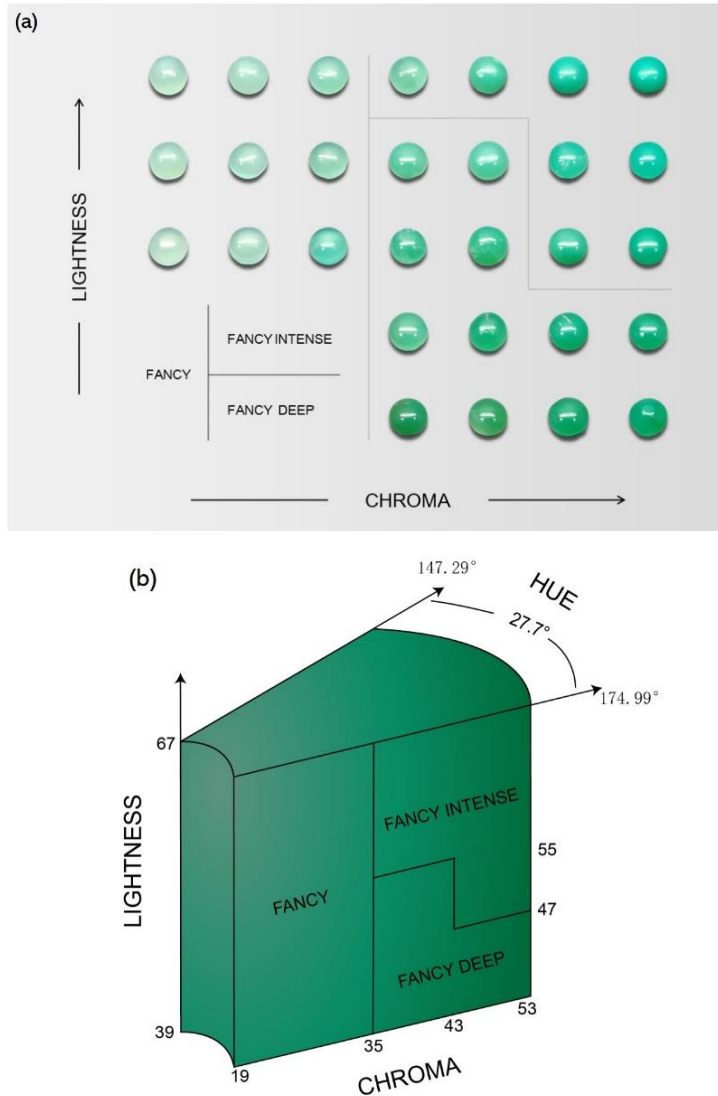 (a)
LIGHTNESS
FANCY
FANCY INTENSE
FANCY DEEP
CHROMA
(b)
147.29°
HUE
27.7°
174.99°
67
LIGHTNESS
FANCY INTENSE
55
FANCY
47
FANCY DEEP
39
53
43
35
19
CHROMA